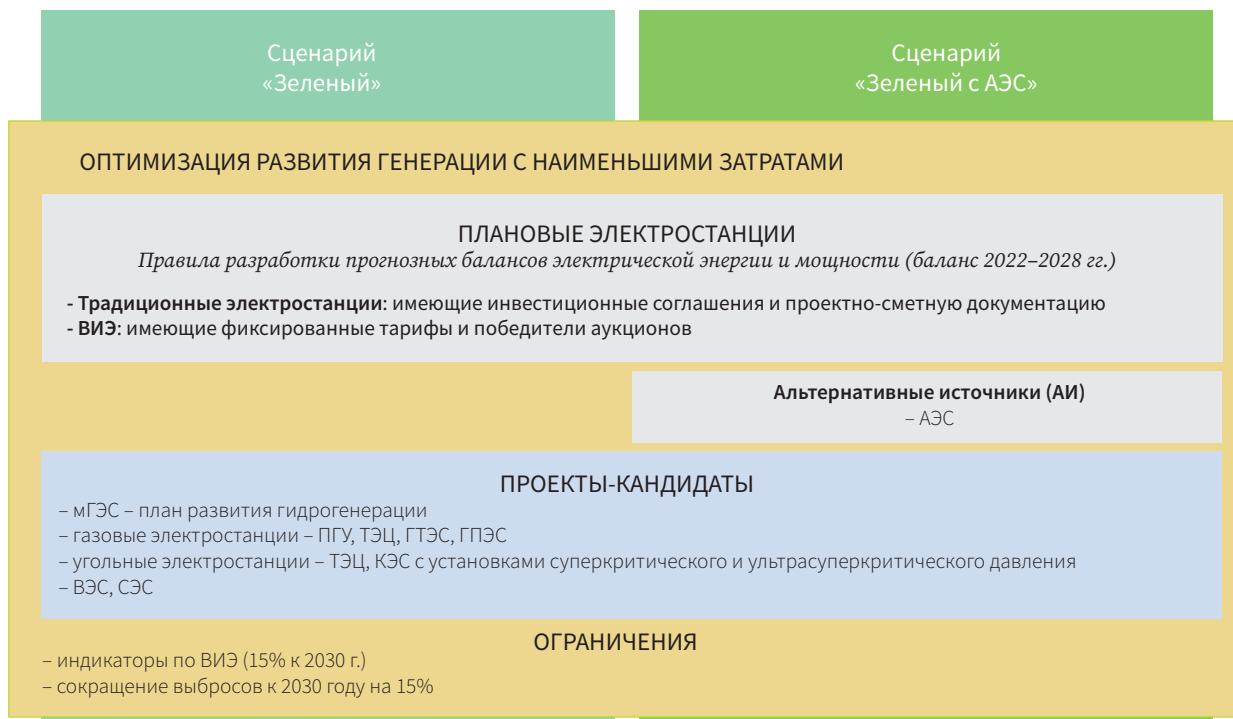 Сценарий
«Зеленый»
Сценарий
«Зеленый с АЭС»
ОПТИМИЗАЦИЯ РАЗВИТИЯ ГЕНЕРАЦИИ С НАИМЕНЬШИМИ ЗАТРАТАМИ
ПЛАНОВЫЕ ЭЛЕКТРОСТАНЦИИ
Правила разработки прогнозных балансов электрической энергии и мощности (баланс 2022–2028 гг.)
- Традиционные электростанции: имеющие инвестиционные соглашения и проектно-сметную документацию
- ВИЭ: имеющие фиксированные тарифы и победители аукционов
Альтернативные источники (АИ)
– АЭС
ПРОЕКТЫ-КАНДИДАТЫ
– мГЭС – план развития гидрогенерации
– газовые электростанции – ПГУ, ТЭЦ, ГТЭС, ГПЭС
– угольные электростанции – ТЭЦ, КЭС с установками суперкритического и ультрасуперкритического давления
– ВЭС, СЭС
ОГРАНИЧЕНИЯ
– индикаторы по ВИЭ (15% к 2030 г.)
– сокращение выбросов к 2030 году на 15%